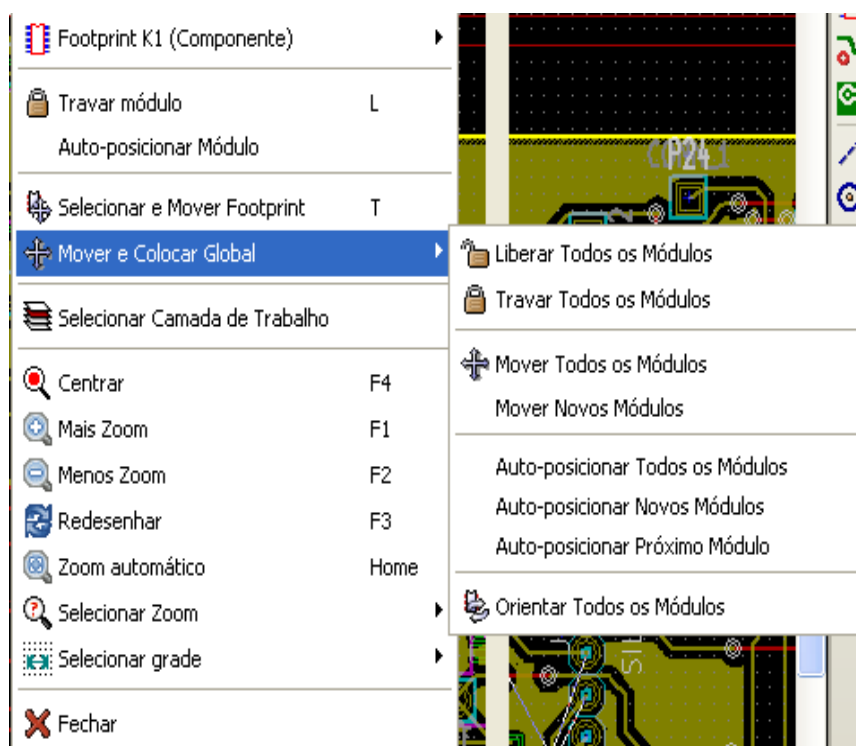 Footprint K1 (Componente)
Travar módulo L
Auto-posicionar Módulo
Selecionar e Mover Footprint T
Mover e Colocar Global
Selecionar Camada de Trabalho
Centrar F4
Mais Zoom F1
Menos Zoom F2
Redesenhar F3
Zoom automático Home
Selecionar Zoom
Selecionar grade
Fechar
P24
Liberar Todos os Módulos
Travar Todos os Módulos
Mover Todos os Módulos
Mover Novos Módulos
Auto-posicionar Todos os Módulos
Auto-posicionar Novos Módulos
Auto-posicionar Próximo Módulo
Orientar Todos os Módulos